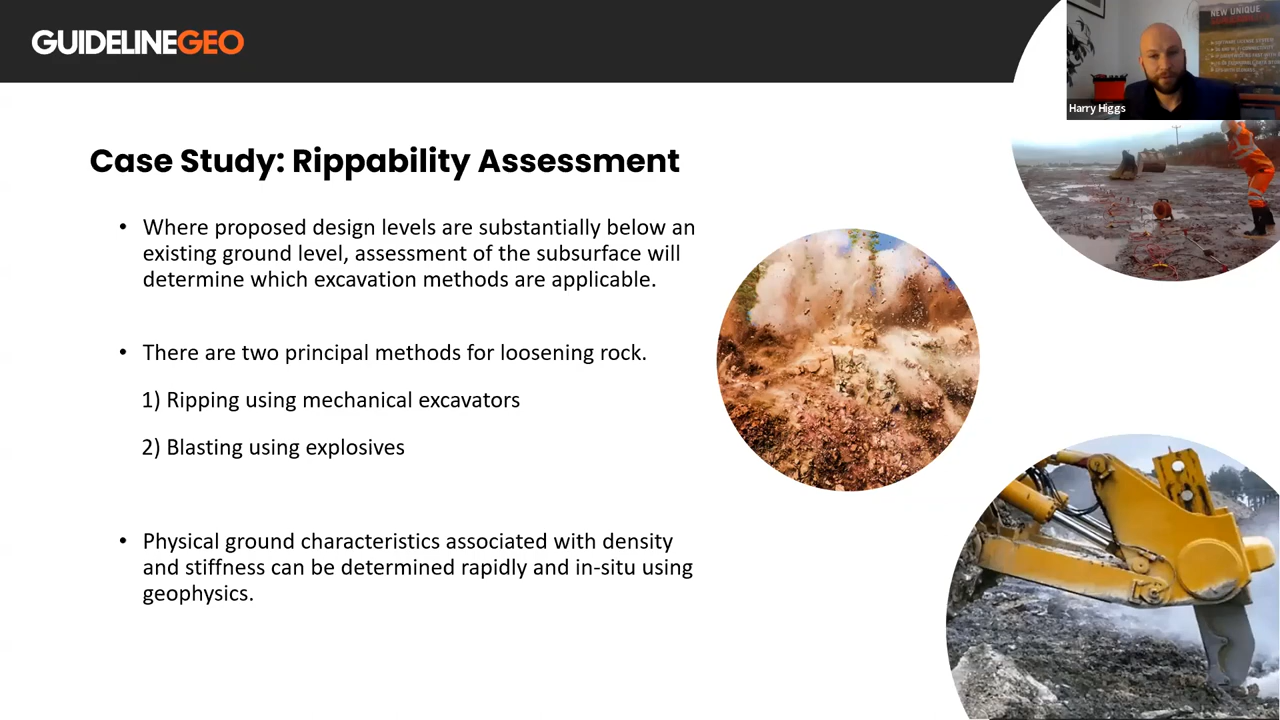 GUIDELINEGEO
NEW UNIQUE
Harry Higgs
Case Study: Rippability Assessment
• Where proposed design levels are substantially below an
existing ground level, assessment of the subsurface will
determine which excavation methods are applicable.
• There are two principal methods for loosening rock.
1) Ripping using mechanical excavators
2) Blasting using explosives
• Physical ground characteristics associated with density
and stiffness can be determined rapidly and in-situ using
geophysics.